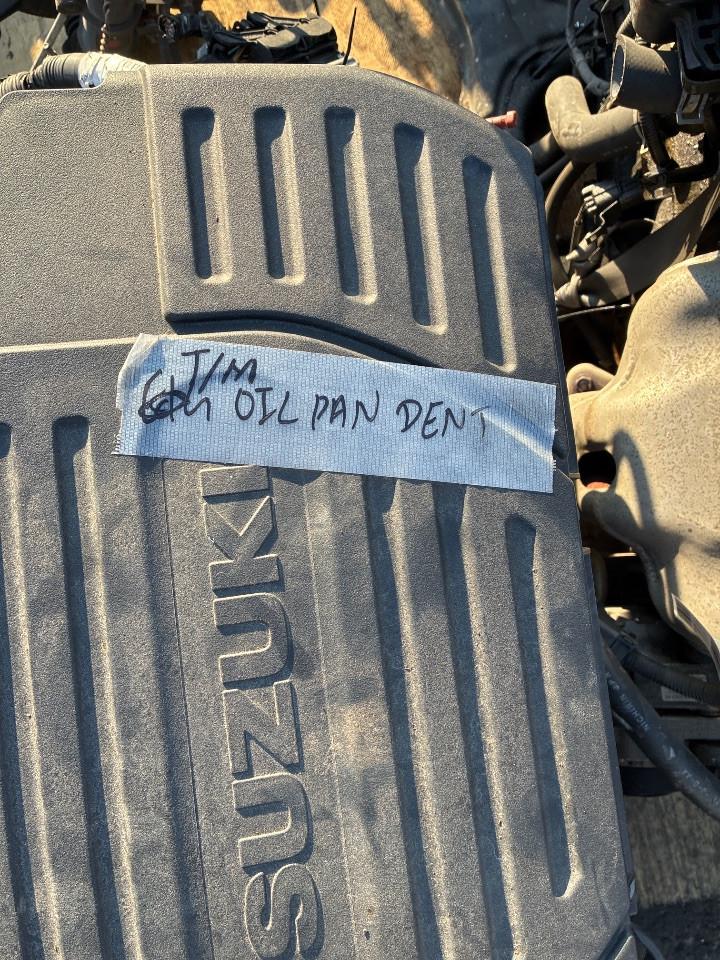 T/M
OIL PAN DENT
SUZUKI